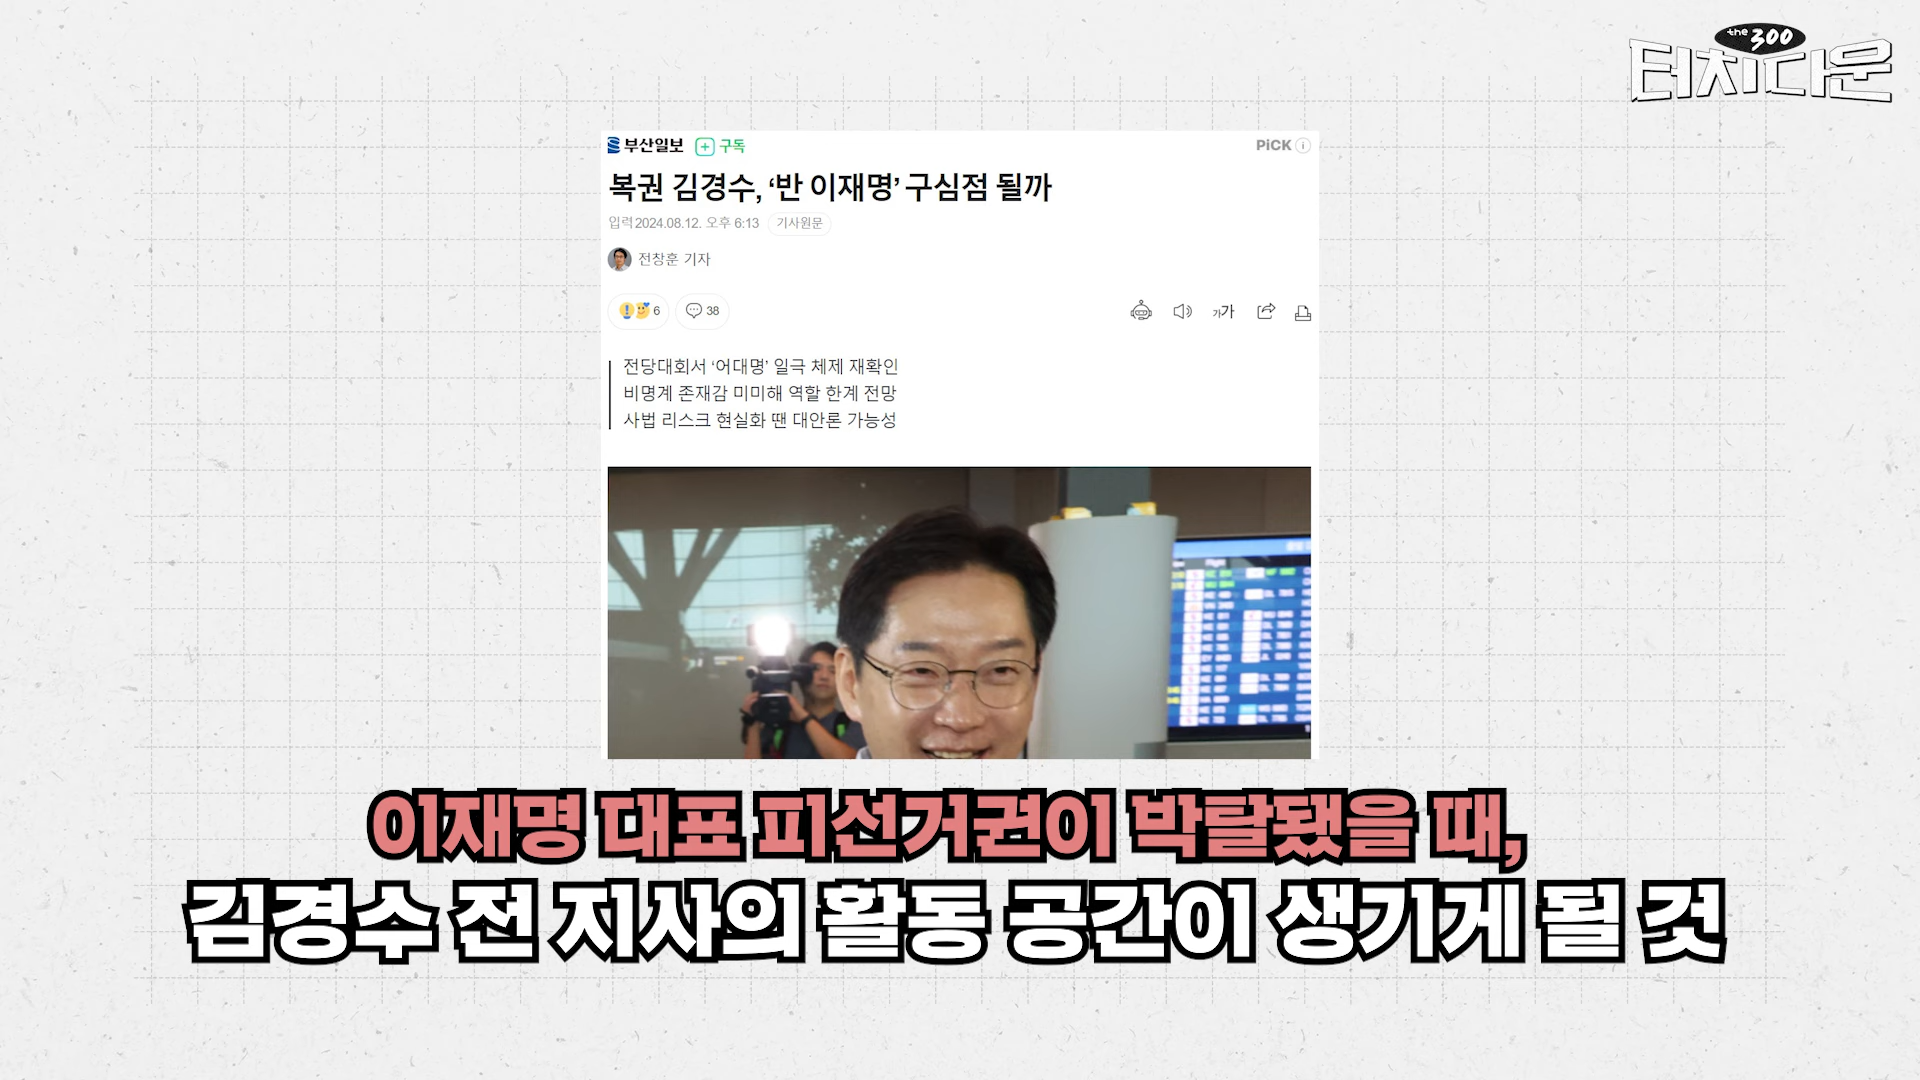 the 300
터치다운
부산일보 구독
PiCK
복권 김경수, ‘반 이재명’ 구심점 될까
입력 2024.08.12. 오후 6:13 기사원문
전창훈 기자
6 38
가가
전당대회서 ‘어대명’ 일극 체제 재확인
비명계 존재감 미미해 역할 한계 전망
사법 리스크 현실화 땐 대안론 가능성
이재명 대표 피선거권이 박탈됐을 때,
김경수 전 지사의 활동 공간이 생기게 될 것